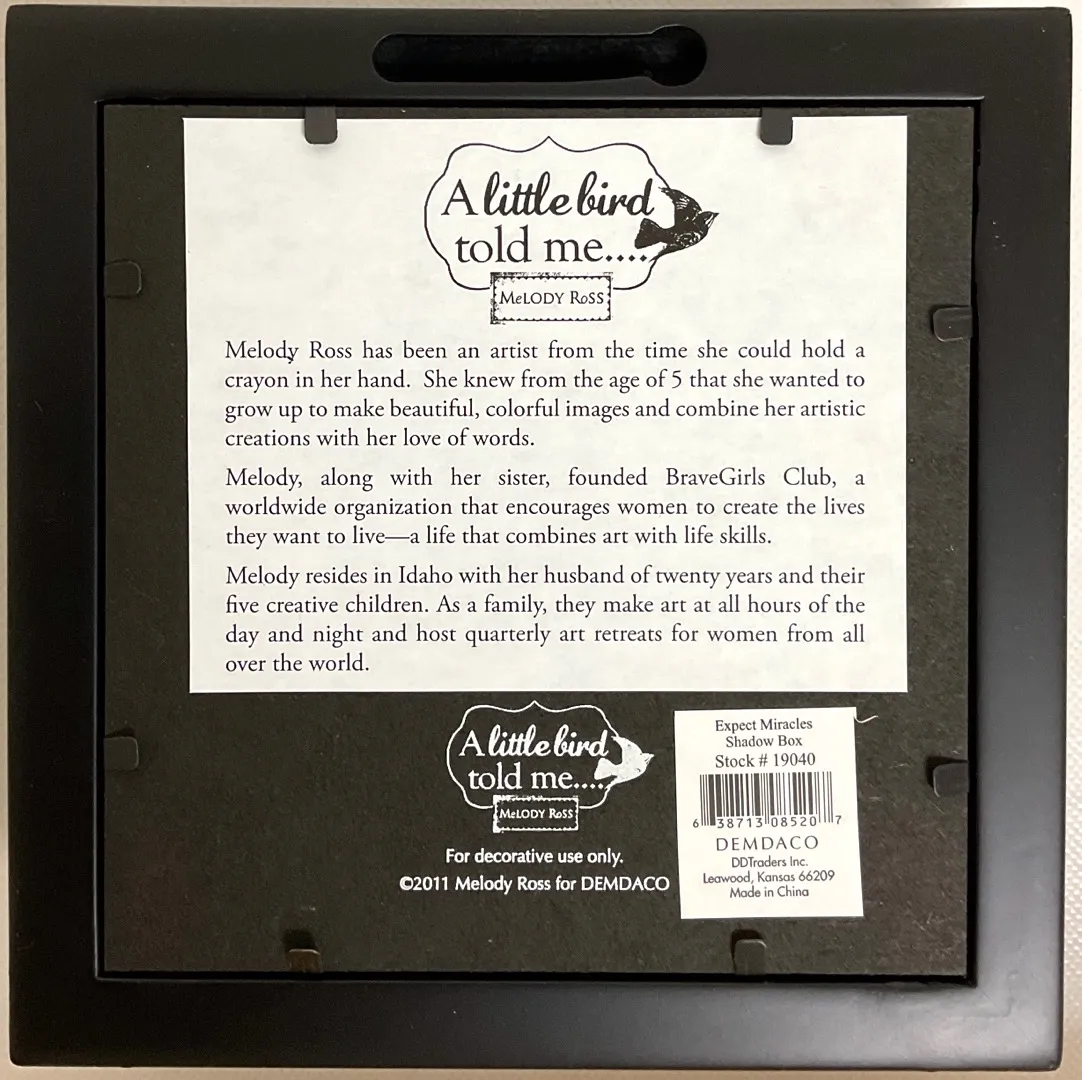 A little bird
told me....
MeLODY RoSS
Melody Ross has been an artist from the time she could hold a
crayon in her hand. She knew from the age of 5 that she wanted to
grow up to make beautiful, colorful images and combine her artistic
creations with her love of words.
Melody, along with her sister, founded BraveGirls Club, a
worldwide organization that encourages women to create the lives
they want to live—a life that combines art with life skills.
Melody resides in Idaho with her husband of twenty years and their
five creative children. As a family, they make art at all hours of the
day and night and host quarterly art retreats for women from all
over the world.
A little bird
told me....
MeLODY RoSS
For decorative use only.
©2011 Melody Ross for DEMDACO
Expect Miracles
Shadow Box
Stock # 19040
6 38713 08520 7
DEMDACO
DDTraders Inc.
Leawood, Kansas 66209
Made in China